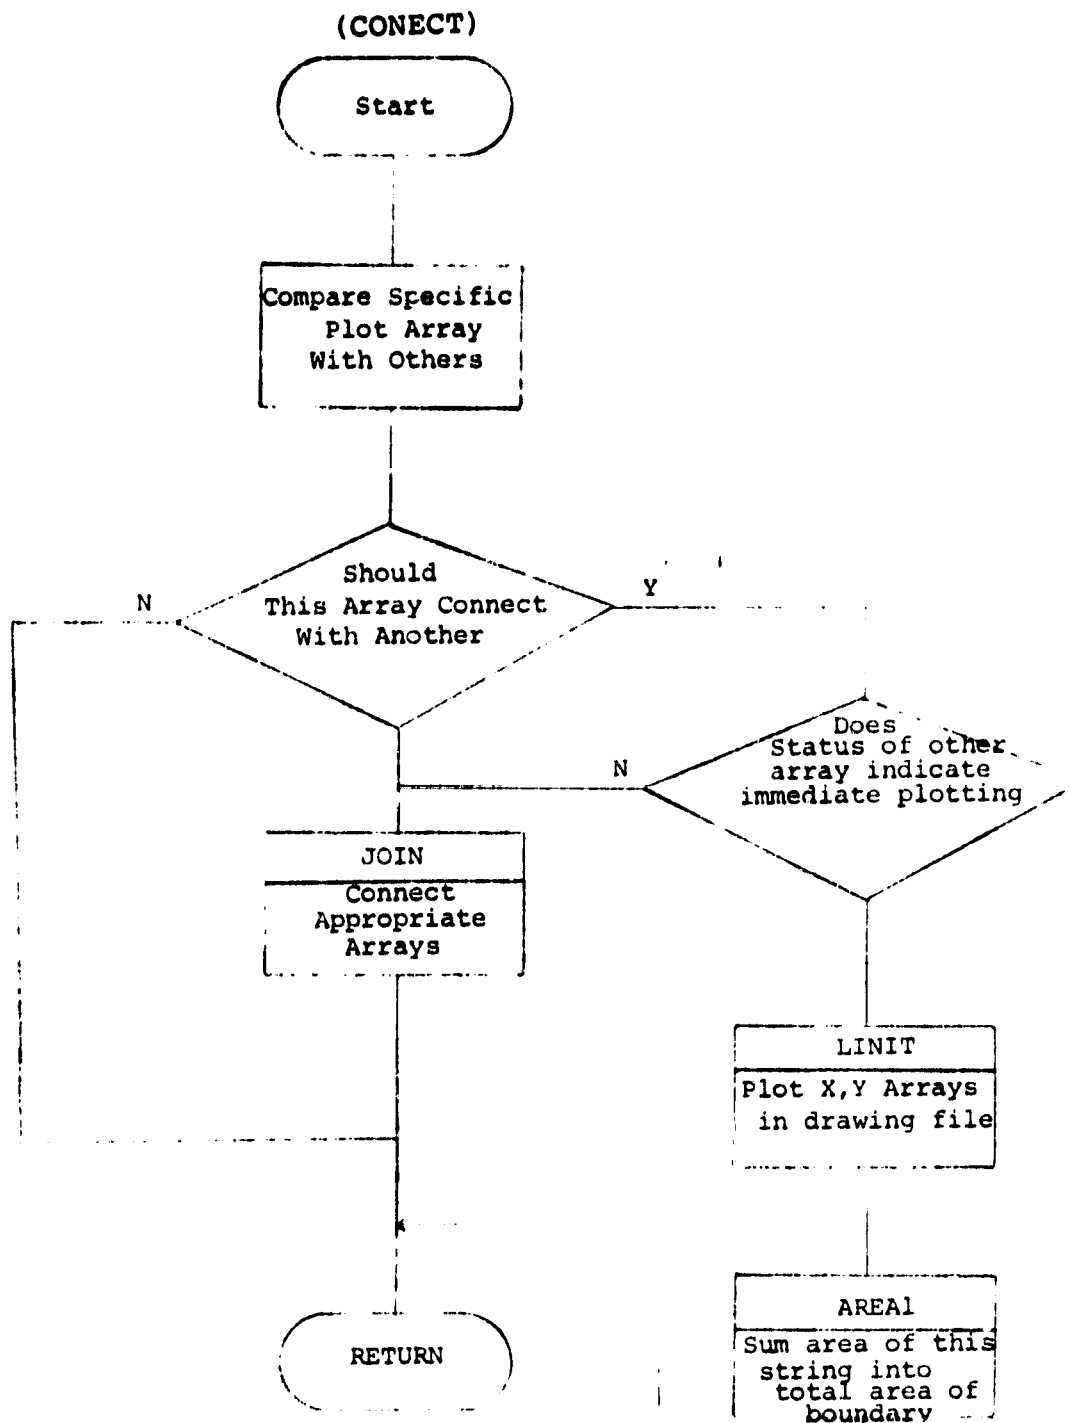 (CONECT)
Start
Compare Specific
Plot Array
With Others
Should
This Array Connect
With Another
N
Y
Does
Status of other
array indicate
immediate plotting
N
JOIN
Connect
Appropriate
Arrays
LINIT
Plot X,Y Arrays
in drawing file
RETURN
AREA1
Sum area of this
string into
total area of
boundary